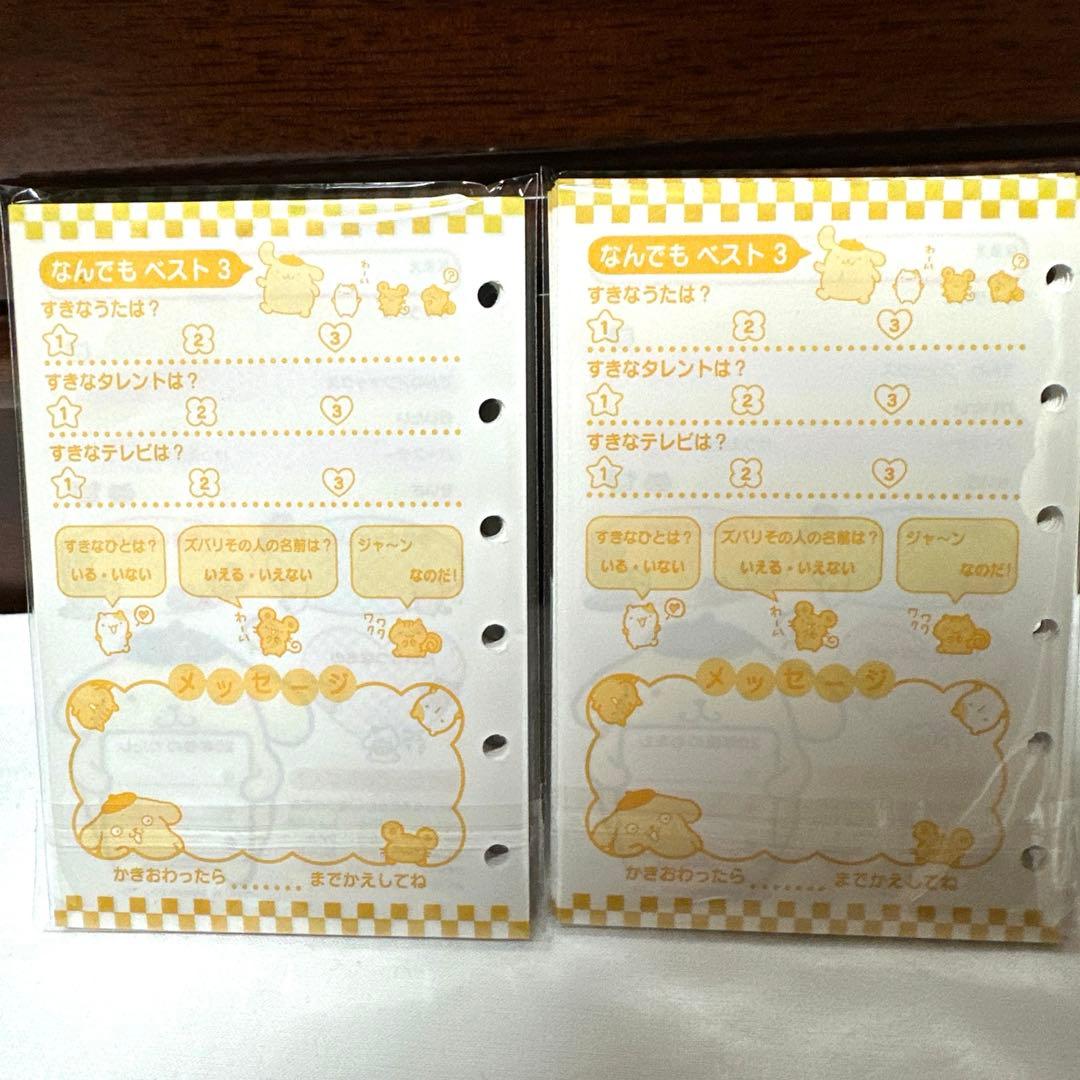 なんでも ベスト 3
わーい
?
すきなうたは?
1 2 3
すきなタレントは?
1 2 3
すきなテレビは?
1 2 3
すきなひとは?
いる・いない
ズバリその人の名前は?
いえる・いえない
ジャ〜ン
なのだ!
わーい
ワク
ワク
メッセージ
かきおわったら.......までかえしてね
なんでも ベスト 3
わーい
?
すきなうたは?
1 2 3
すきなタレントは?
1 2 3
すきなテレビは?
1 2 3
すきなひとは?
いる・いない
ズバリその人の名前は?
いえる・いえない
ジャ〜ン
なのだ!
わーい
ワク
ワク
メッセージ
かきおわったら.......までかえしてね